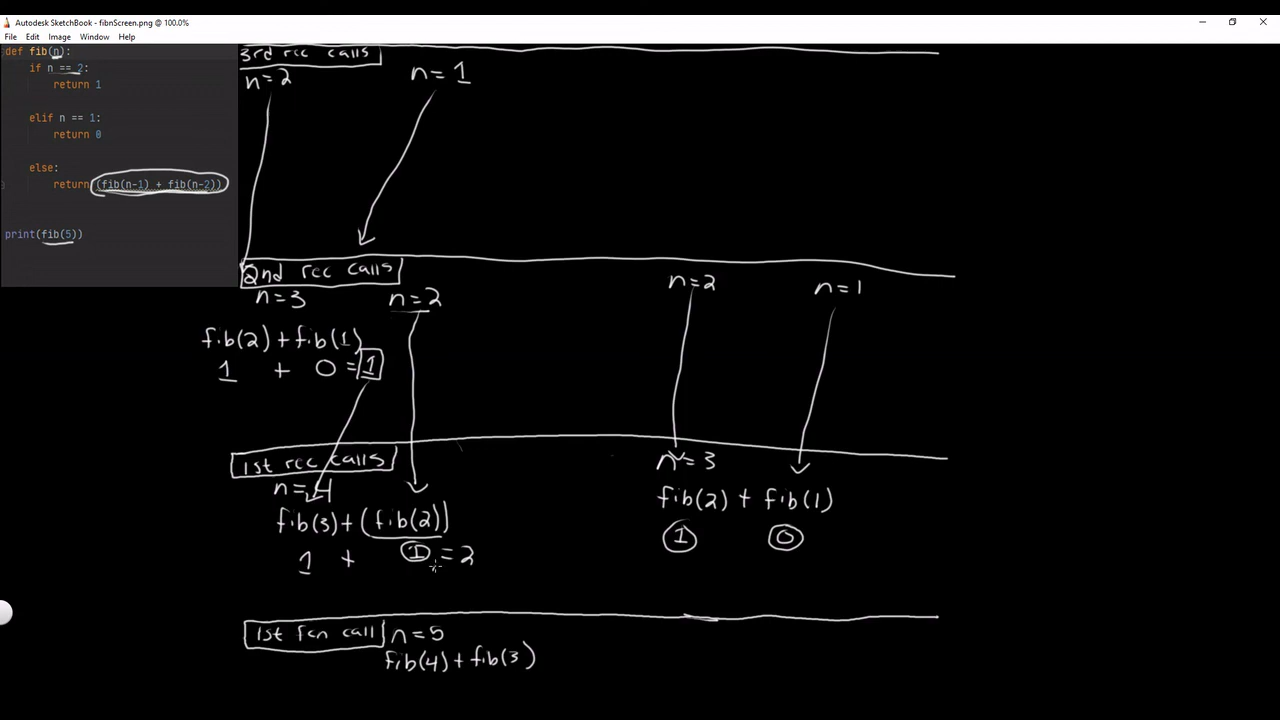 Autodesk SketchBook - fibnScreen.png @ 100.0%
File Edit Image Window Help
def fib(n):
if n == 2:
return 1
elif n == 1:
return 0
else:
return (fib(n-1) + fib(n-2))
print(fib(5))
3rd rec calls
n=2 n=1
2nd rec calls
n=3 n=2 n=2 n=1
fib(2)+fib(1)
1 + 0 = 1
1st rec calls
n=4 n=3
fib(3)+(fib(2)) fib(2) + fib(1)
1 + 1 = 2 1 0
1st fcn call n=5
fib(4)+fib(3)